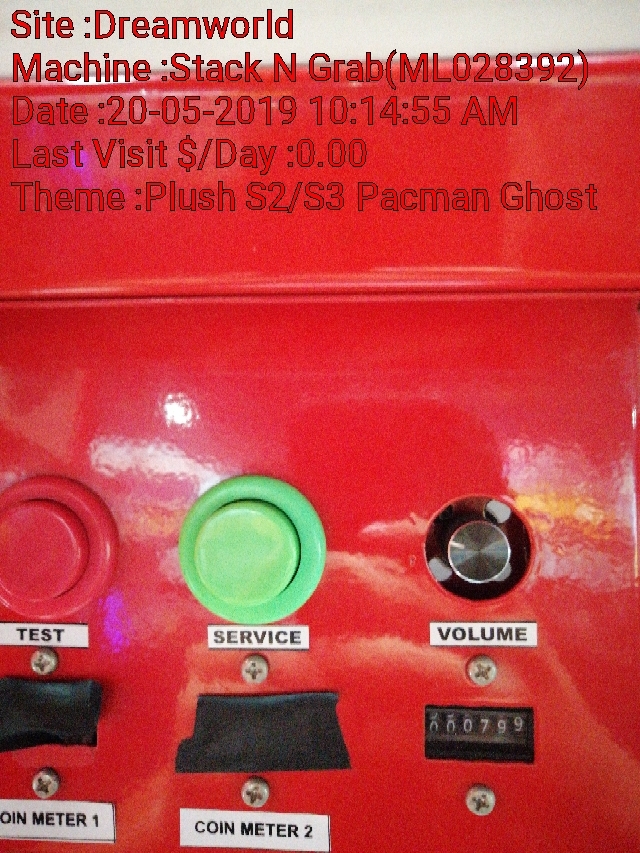 Site :Dreamworld
Machine :Stack N Grab(ML028392)
Date :20-05-2019 10:14:55 AM
Last Visit $/Day :0.00
Theme :Plush S2/S3 Pacman Ghost
TEST
SERVICE
VOLUME
000799
OIN METER 1
COIN METER 2